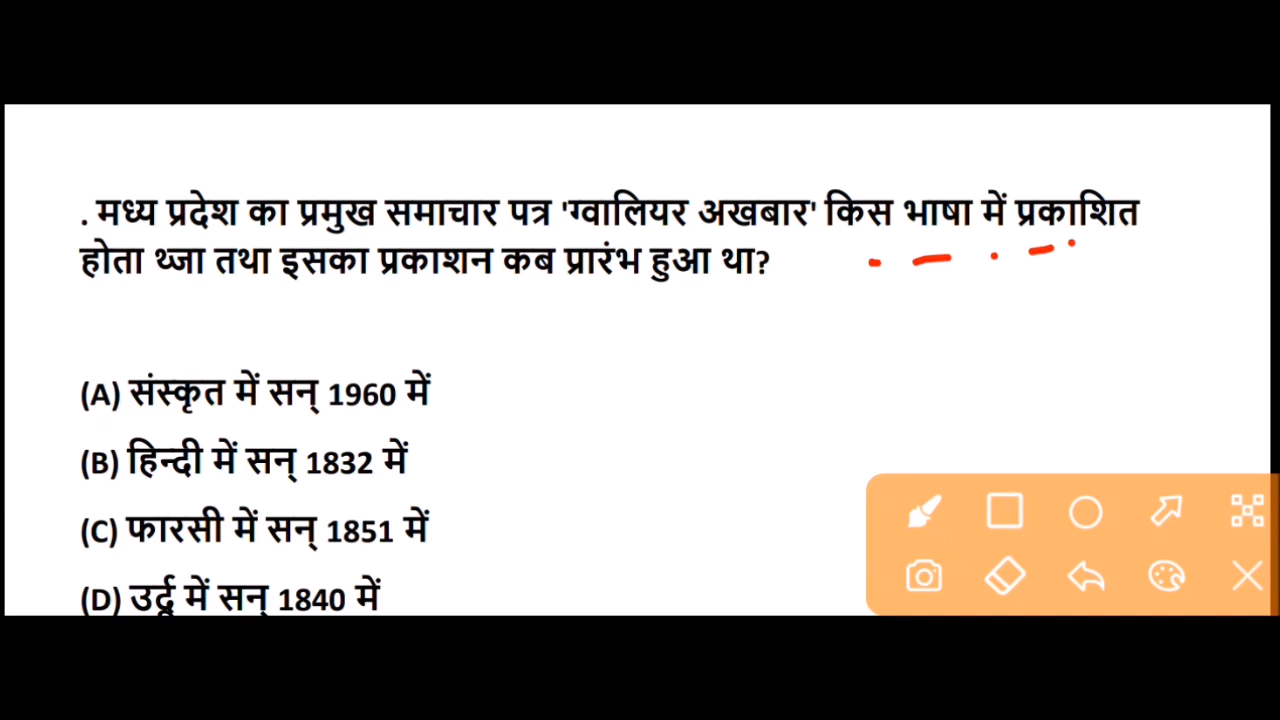 . मध्य प्रदेश का प्रमुख समाचार पत्र 'ग्वालियर अखबार' किस भाषा में प्रकाशित
होता थ्जा तथा इसका प्रकाशन कब प्रारंभ हुआ था?
(A) संस्कृत में सन् 1960 में
(B) हिन्दी में सन् 1832 में
(C) फारसी में सन् 1851 में
(D) उर्दू में सन् 1840 में